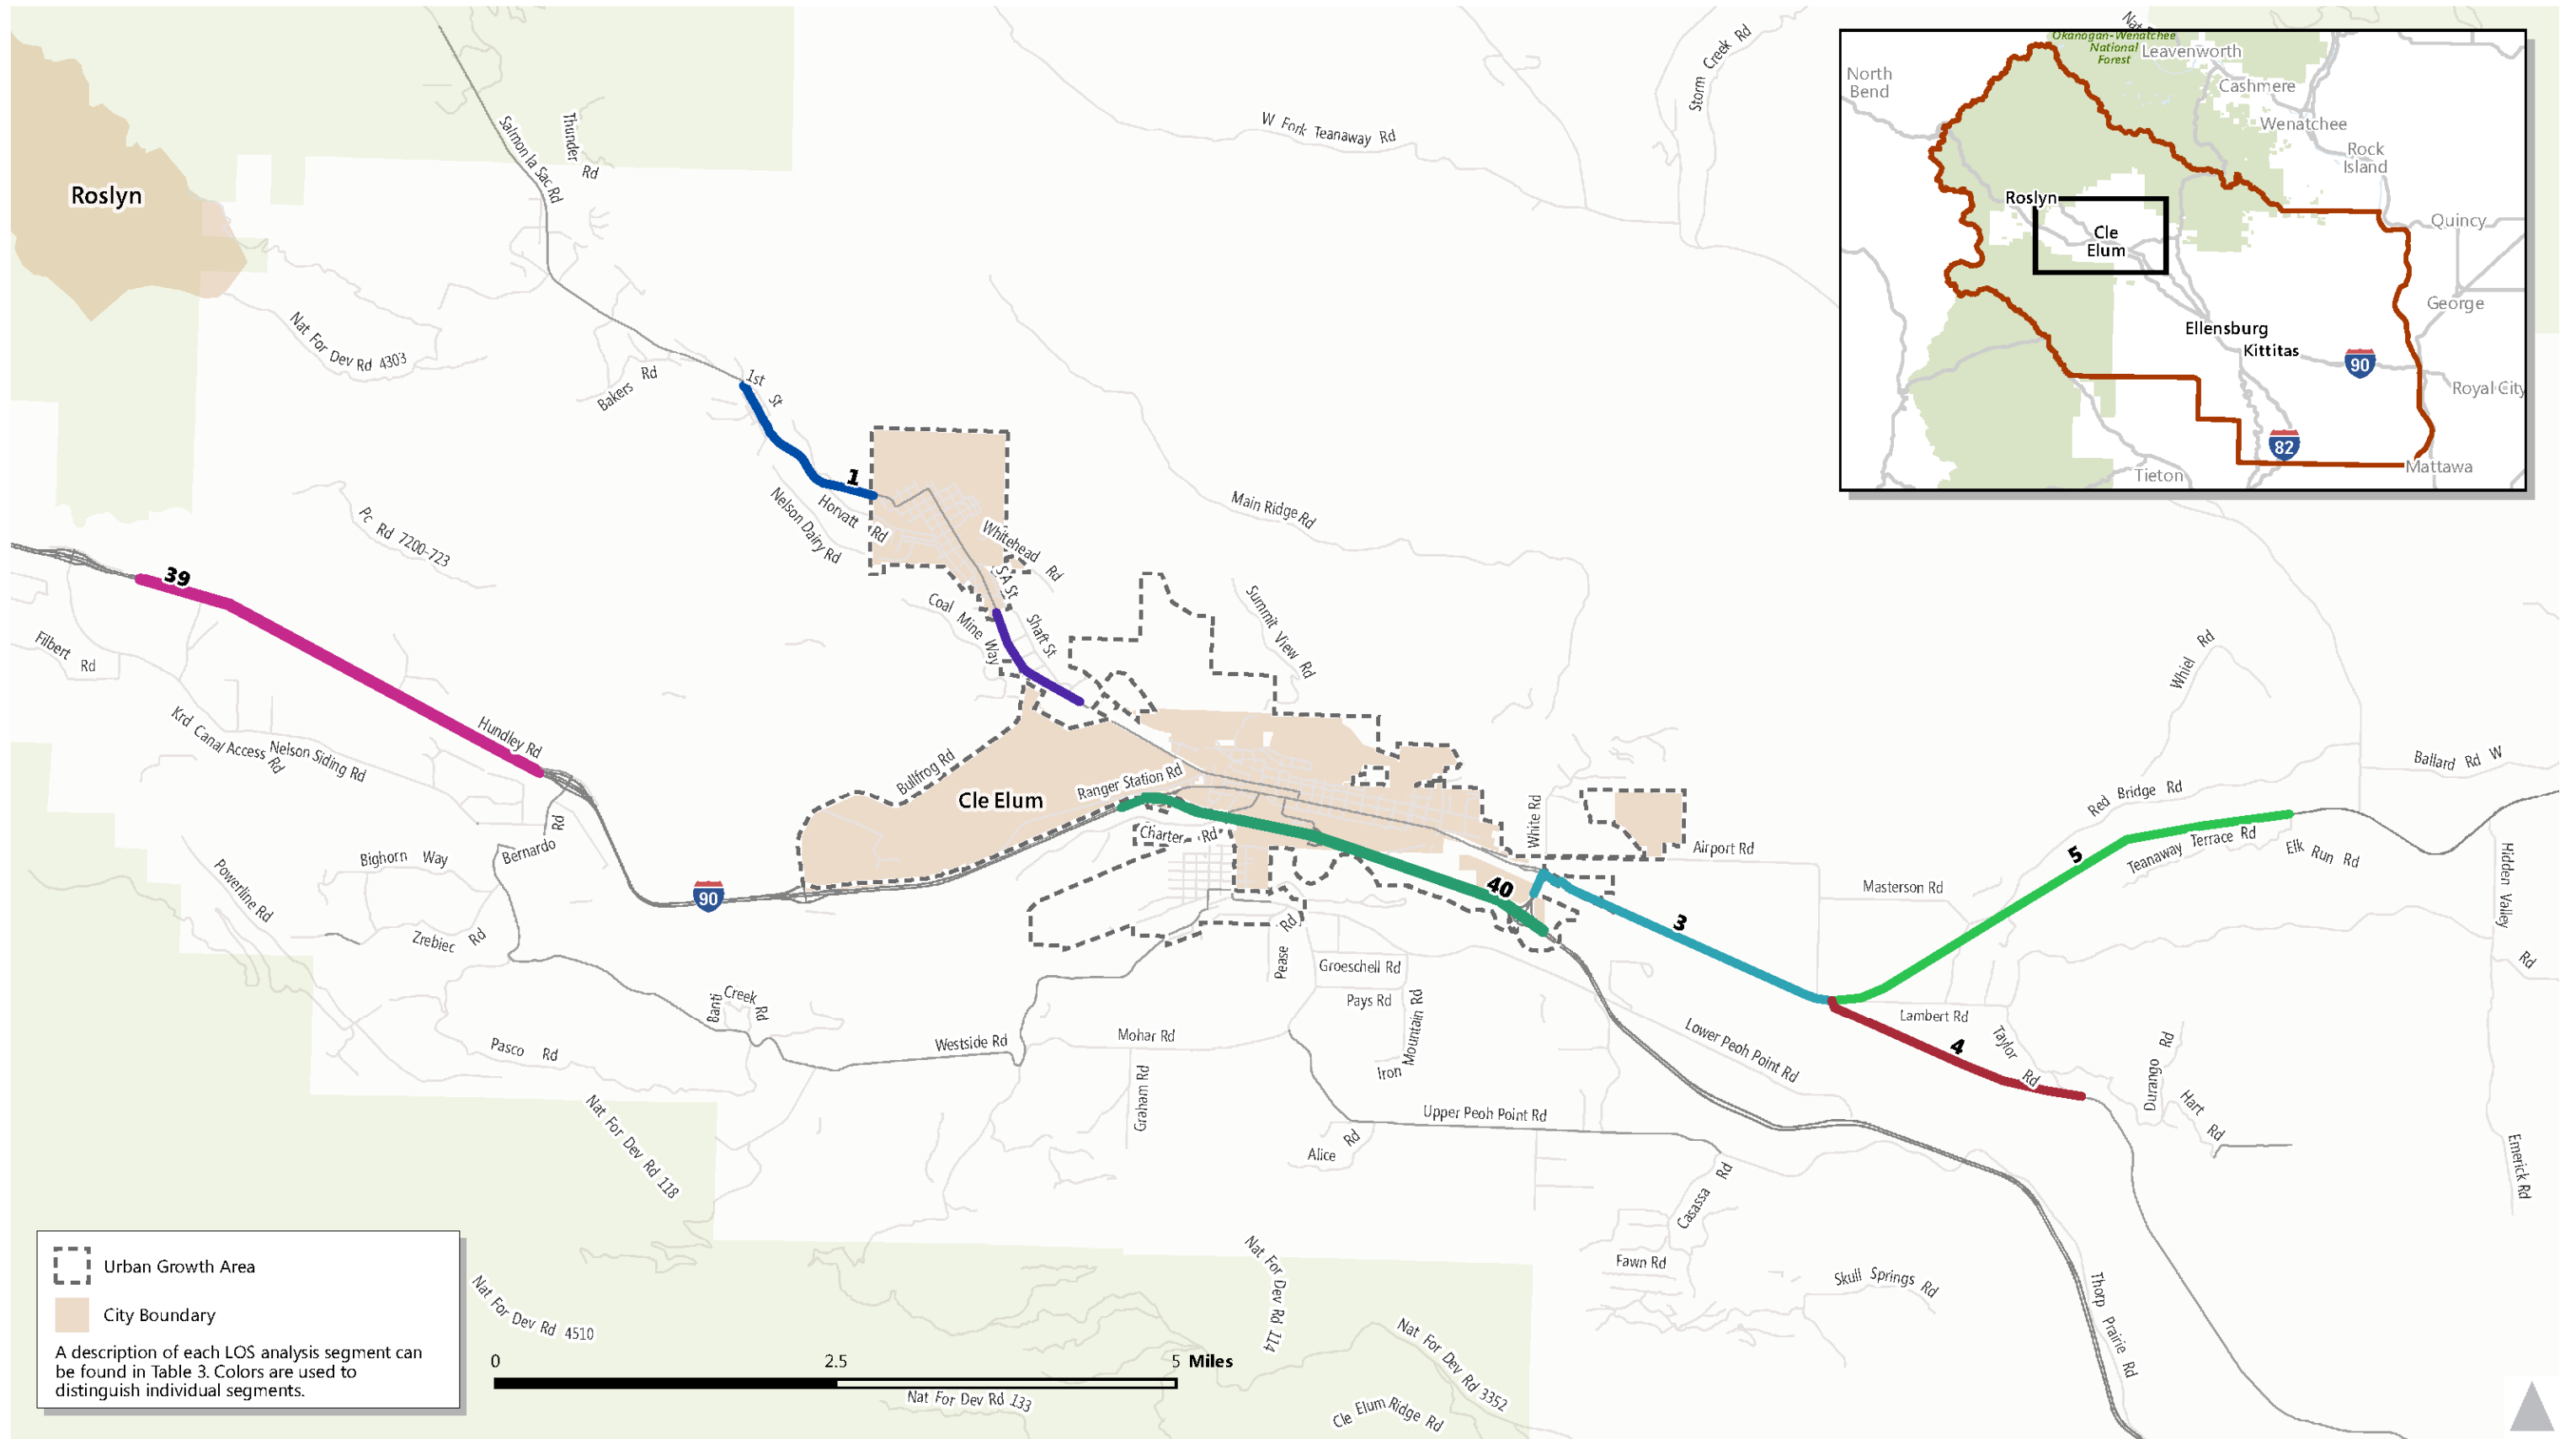 Roslyn
Salmon la Sac Rd
Thunder Rd
W Fork Teanaway Rd
Storm Creek Rd
Nat For Dev Rd 4303
Bakers Rd
1st St
1
Nelson Dairy Rd
Horvatt Rd
Whitehead Rd
S A St
Shaft St
Coal Mine Way
Main Ridge Rd
Summit View Rd
Pc Rd 7200-723
39
Filbert Rd
Krd Canal Access Rd
Nelson Siding Rd
Hundley Rd
Bullfrog Rd
Cle Elum
Ranger Station Rd
Charter Rd
White Rd
Airport Rd
Masterson Rd
Whiel Rd
Red Bridge Rd
Ballard Rd W
Teanaway Terrace Rd
Elk Run Rd
Hidden Valley Rd
5
3
40
4
90
Bernardo Rd
Bighorn Way
Powerline Rd
Zrebiec Rd
Banti Creek Rd
Pasco Rd
Westside Rd
Mohar Rd
Graham Rd
Pease Rd
Groeschell Rd
Pays Rd
Iron Mountain Rd
Lower Peoh Point Rd
Upper Peoh Point Rd
Alice Rd
Casassa Rd
Fawn Rd
Skull Springs Rd
Lambert Rd
Taylor Rd
Durango Rd
Hart Rd
Emerick Rd
Thorp Prairie Rd
Nat For Dev Rd 118
Nat For Dev Rd 4510
Nat For Dev Rd 114
Nat For Dev Rd 3352
Nat For Dev Rd 133
Cle Elum Ridge Rd
Okanogan-Wenatchee
National
Forest
Leavenworth
North
Bend
Cashmere
Wenatchee
Rock
Island
Roslyn
Cle
Elum
Quincy
George
Ellensburg
Kittitas
90
Royal City
82
Mattawa
Tieton
Urban Growth Area
City Boundary
A description of each LOS analysis segment can
be found in Table 3. Colors are used to
distinguish individual segments.
0 2.5 5 Miles